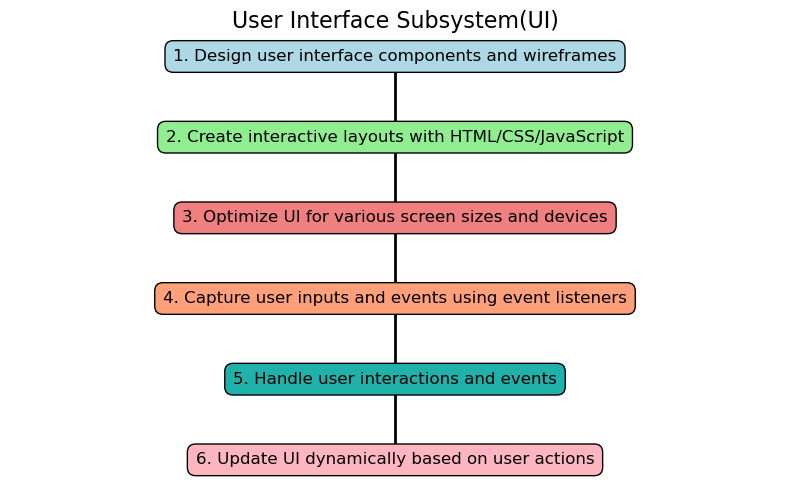 User Interface Subsystem(UI)
1. Design user interface components and wireframes
2. Create interactive layouts with HTML/CSS/JavaScript
3. Optimize UI for various screen sizes and devices
4. Capture user inputs and events using event listeners
5. Handle user interactions and events
6. Update UI dynamically based on user actions